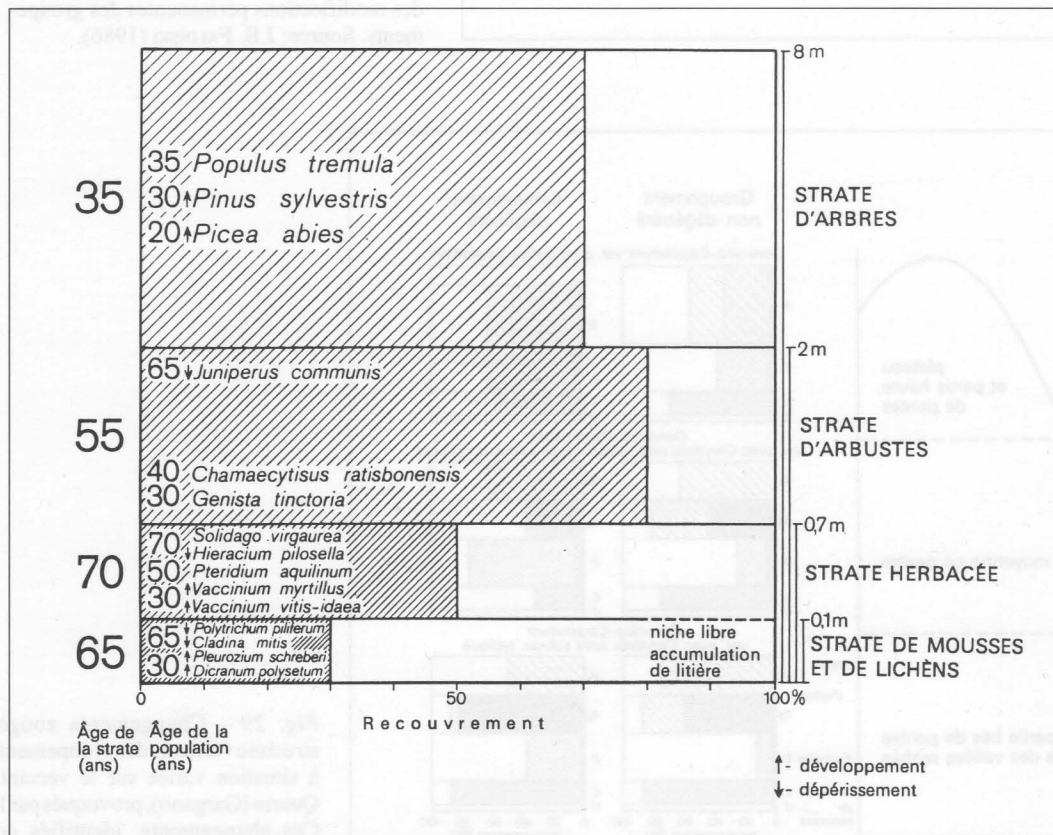 8 m
35 Populus tremula
35 30 ↑ Pinus sylvestris
20 ↑ Picea abies
STRATE
D'ARBRES
2 m
65 ↓ Juniperus communis
55
40 Chamaecytisus ratisbonensis
30 Genista tinctoria
STRATE
D'ARBUSTES
0,7 m
70 Solidago virgaurea
↓ Hieracium pilosella
70 50 Pteridium aquilinum
30 ↑ Vaccinium myrtillus
↑ Vaccinium vitis-idaea
STRATE HERBACÉE
0,1 m
65 65 ↓ Polytrichum piliferum
↓ Cladina mitis
30 ↑ Pleurozium schreberi
↑ Dicranum polysetum
niche libre
accumulation
de litière
STRATE DE MOUSSES
ET DE LICHÈNS
0 50 100 %
Recouvrement
Âge de
la strate
(ans)
Âge de la
population
(ans)
↑ - développement
↓ - dépérissement